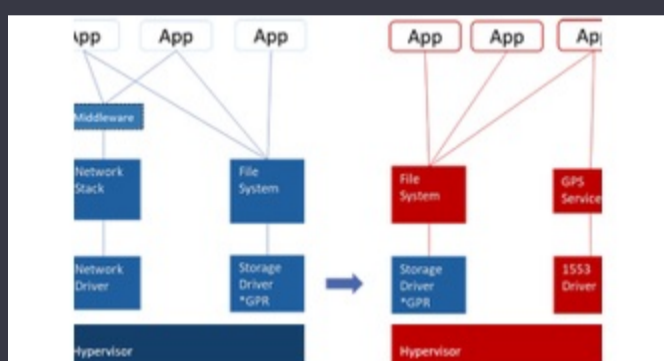 App
App
App
App
App
App
Middleware
Network
Stack
File
System
File
System
GPS
Service
Network
Driver
Storage
Driver
*GPR
Storage
Driver
*GPR
1553
Driver
Hypervisor
Hypervisor